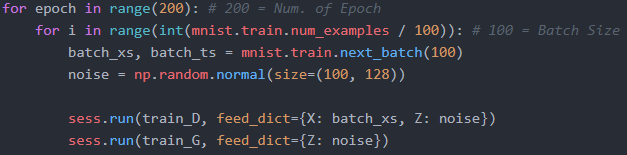 for epoch in range(200): # 200 = Num. of Epoch
    for i in range(int(mnist.train.num_examples / 100)): # 100 = Batch Size
        batch_xs, batch_ts = mnist.train.next_batch(100)
        noise = np.random.normal(size=(100, 128))

        sess.run(train_D, feed_dict={X: batch_xs, Z: noise})
        sess.run(train_G, feed_dict={Z: noise})